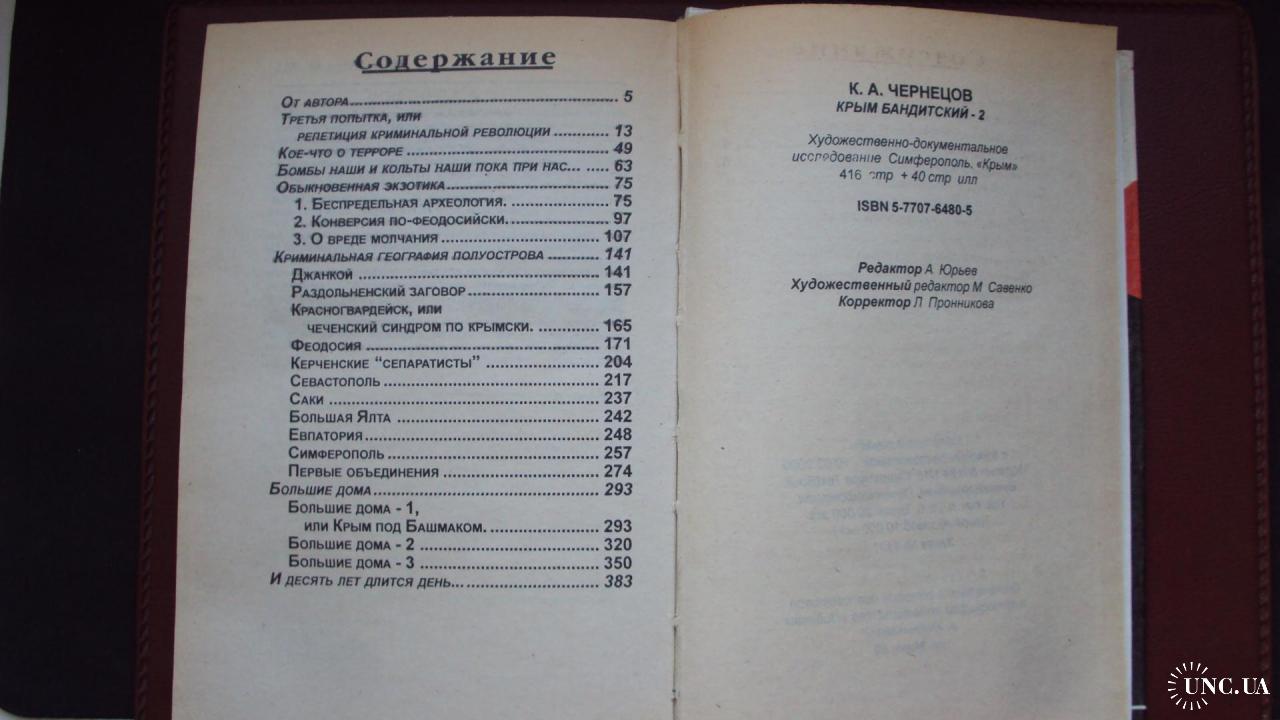 Содержание
От автора........ 5
Третья попытка, или
репетиция криминальной революции ............ 13
Кое-что о терроре ........ 49
Бомбы наши и кольты наши пока при нас... ..... 63
Обыкновенная экзотика........ 75
1. Беспредельная археология. ........ 75
2. Конверсия по-феодосийски. ........ 97
3. О вреде молчания ........ 107
Криминальная география полуострова ........... 141
Джанкой ........ 141
Раздольненский заговор ........ 157
Красногвардейск, или
чеченский синдром по крымски. ............. 165
Феодосия ........ 171
Керченские "сепаратисты" ........ 204
Севастополь ........ 217
Саки ........ 237
Большая Ялта ........ 242
Евпатория ........ 248
Симферополь ........ 257
Первые объединения ........ 274
Большие дома ........ 293
Большие дома - 1,
или Крым под Башмаком. ........ 293
Большие дома - 2 ........ 320
Большие дома - 3 ........ 350
И десять лет длится день... ........ 383
К. А. ЧЕРНЕЦОВ
КРЫМ БАНДИТСКИЙ - 2
Художественно-документальное
исследование Симферополь. «Крым»
416 стр + 40 стр илл
ISBN 5-7707-6480-5
Редактор А. Юрьев
Художественный редактор М Савенко
Корректор Л Пронникова
UNC.UA